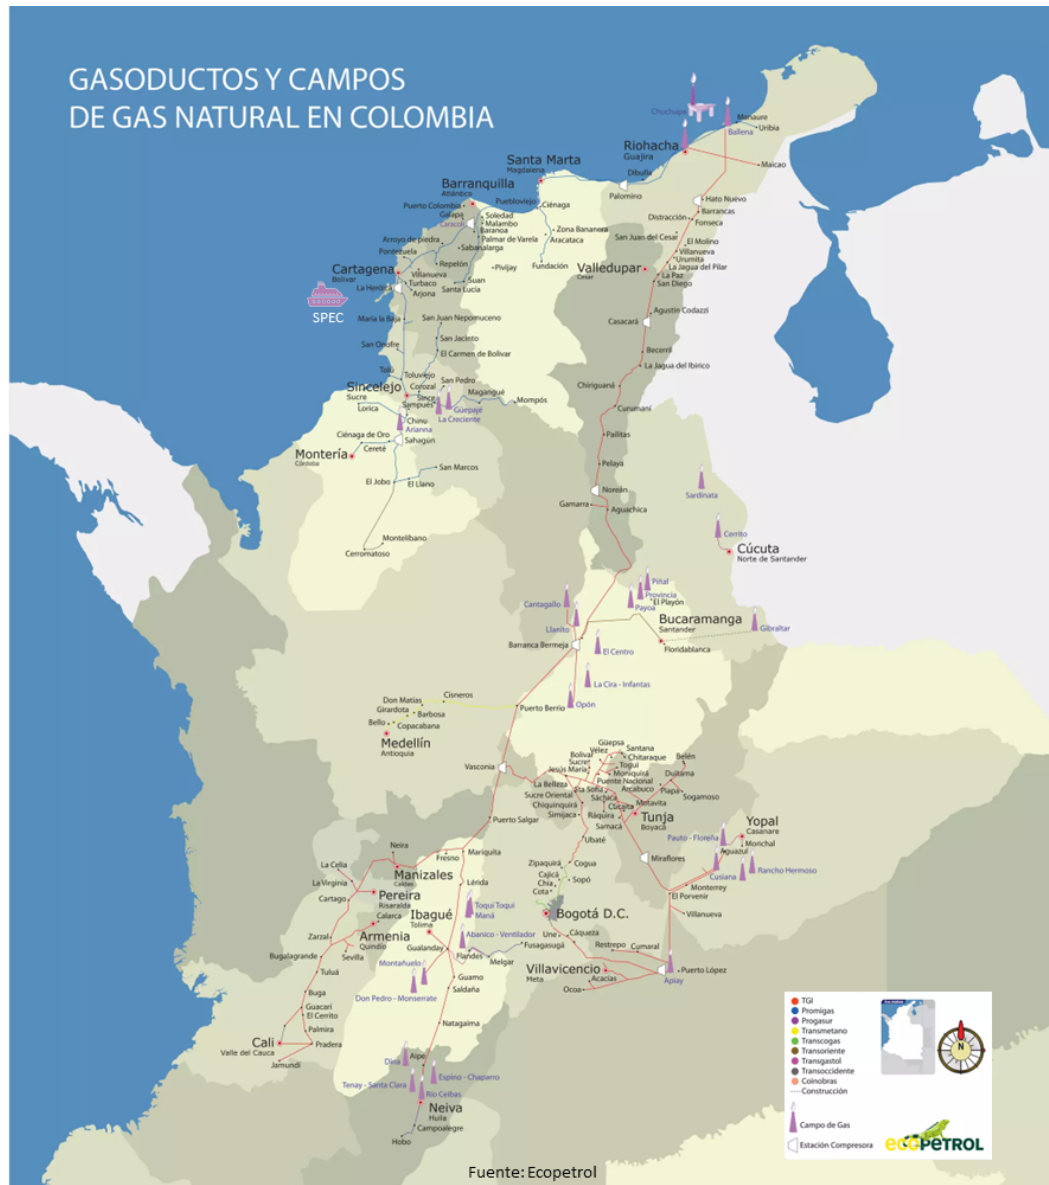 GASODUCTOS Y CAMPOS
DE GAS NATURAL EN COLOMBIA
Chuchupa
Ballena
Manaure
Uribia
Riohacha
Guajira
Maicao
Santa Marta
Magdalena
Dibulla
Palomino
Hato Nuevo
Barrancas
Fonseca
Distracción
Barranquilla
Atlántico
Puerto Colombia
Puebloviejo
Ciénaga
Galapa
Caracolí
Soledad
Malambo
Baranoa
Palmar de Varela
Sabanalarga
Zona Bananera
Aracataca
Fundación
Arroyo de piedra
Ponezuela
Repelón
Pivijay
San Juan del Cesar
El Molino
Villanueva
Urumita
La Jagua del Pilar
La Paz
San Diego
Valledupar
Cesar
Cartagena
Bolívar
Villanueva
Turbaco
Arjona
La Heroica
Suan
Santa Lucía
SPEC
María la Baja
San Juan Nepomuceno
San Jacinto
El Carmen de Bolívar
San Onofre
Agustín Codazzi
Casacará
Becerril
La Jagua del Ibirico
Tolú
Toluviejo
Sincelejo
Sucre
Corozal
Since
Sampués
San Pedro
Magangué
Mompós
Guepajé
La Creciente
Lorica
Chinu
Arianna
Chiriguaná
Curumaní
Ciénaga de Oro
Sahagún
Cereté
Montería
Córdoba
San Marcos
El Jobo
El Llano
Pailitas
Pelaya
Noreán
Gamarra
Aguachica
Sardinata
Cerrito
Cúcuta
Norte de Santander
Montelíbano
Cerromatoso
Piñal
Provincia
El Playón
Payoa
Cantagallo
Llanito
Bucaramanga
Santander
Floridablanca
Gibraltar
Barranca Bermeja
El Centro
La Cira - Infantas
Opón
Cisneros
Don Matías
Girardota
Barbosa
Bello
Copacabana
Puerto Berrio
Medellín
Antioquia
Vasconia
Güepsa
Vélez
Bolívar
Sucre
Jesús María
Santana
Chitaraque
Togui
Moniquirá
Puente Nacional
Arcabuco
Belén
Duitama
Paipa
Sogamoso
La Belleza
Sucre Oriental
Sta Sofía
Sáchica
Cucaita
Motavita
Chiquinquirá
Simijaca
Ráquira
Samacá
Tunja
Boyacá
Puerto Salgar
Ubaté
Miraflores
Yopal
Casanare
Pauto - Floreña
Morichal
Aguazul
Cusiana
Rancho Hermoso
Monterrey
El Porvenir
Villanueva
Neira
Fresno
Mariquita
Zipaquirá
Cogua
Cajicá
Chía
Sopó
Cota
La Celia
La Virginia
Manizales
Caldas
Lérida
Cartago
Pereira
Risaralda
Toqui Toqui
Maná
Bogotá D.C.
Calarca
Ibagué
Tolima
Armenia
Quindío
Zarzal
Sevilla
Gualanday
Abanico - Ventilador
Fusagasugá
Flandes
Melgar
Une
Cáqueza
Restrepo
Cumaral
Bugalagrande
Tuluá
Montañuelo
Guamo
Saldaña
Don Pedro - Monserrate
Villavicencio
Meta
Acacias
Ocoa
Apiay
Puerto López
Buga
Guacarí
El Cerrito
Palmira
Natagaima
Cali
Valle del Cauca
Pradera
Jamundí
Dina
Aipe
Tenay - Santa Clara
Espino - Chaparro
Río Ceibas
Neiva
Huila
Campoalegre
Hobo
TGI
Promigas
Progasur
Transmetano
Transcogas
Transoriente
Transgastol
Transoccidente
Coinobras
Construcción
Campo de Gas
Estación Compresora
N
ecoPETROL
Fuente: Ecopetrol